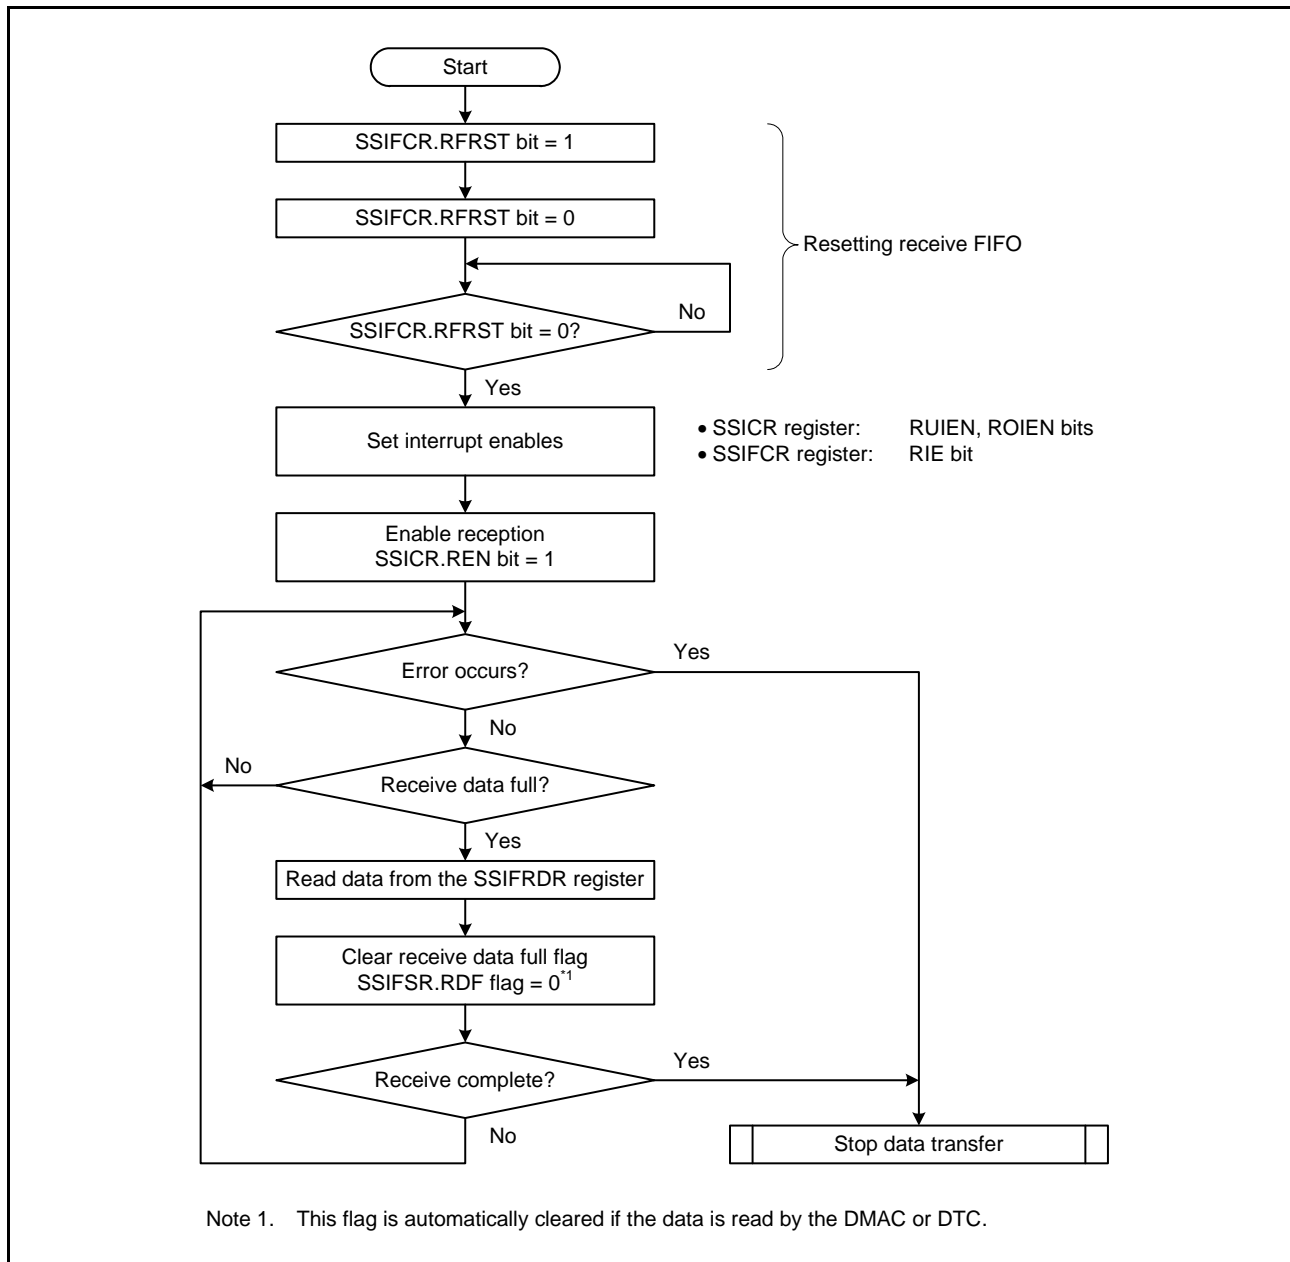 Start
SSIFCR.RFRST bit = 1
SSIFCR.RFRST bit = 0
Resetting receive FIFO
No
SSIFCR.RFRST bit = 0?
Yes
Set interrupt enables
• SSICR register: RUIEN, ROIEN bits
• SSIFCR register: RIE bit
Enable reception
SSICR.REN bit = 1
Yes
Error occurs?
No
No
Receive data full?
Yes
Read data from the SSIFRDR register
Clear receive data full flag
SSIFSR.RDF flag = 0*1
Yes
Receive complete?
No
Stop data transfer
Note 1. This flag is automatically cleared if the data is read by the DMAC or DTC.